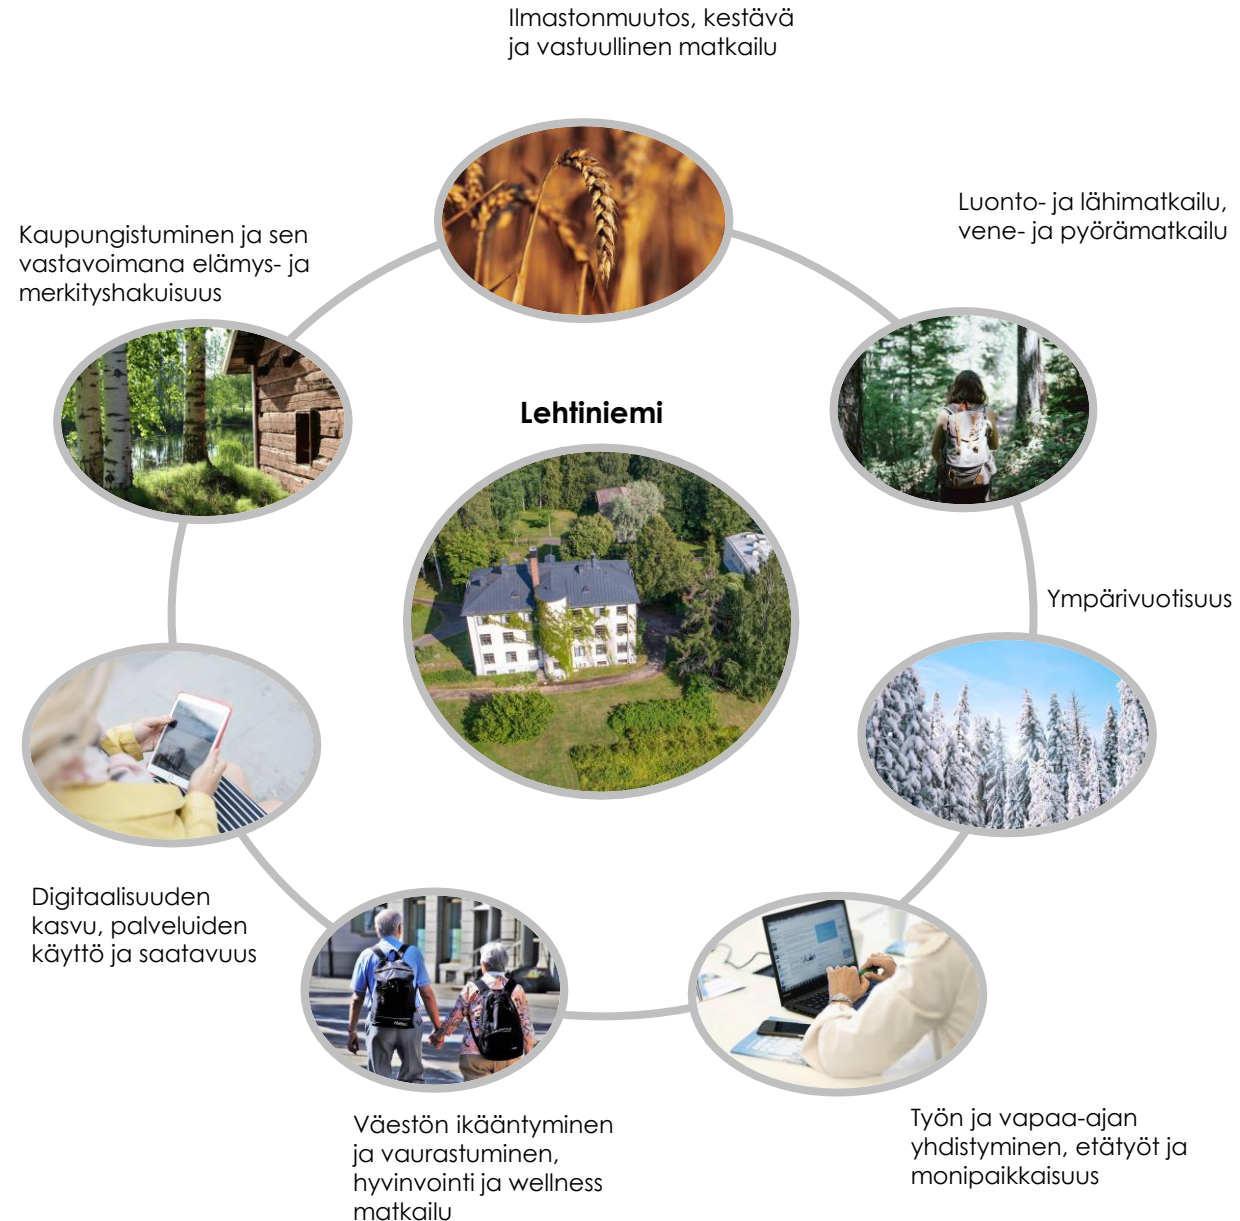 Ilmastonmuutos, kestävä
ja vastuullinen matkailu
Luonto- ja lähimatkailu,
vene- ja pyörämatkailu
Kaupungistuminen ja sen
vastavoimana elämys- ja
merkityshakuisuus
Lehtiniemi
Ympärivuotisuus
Digitaalisuuden
kasvu, palveluiden
käyttö ja saatavuus
Väestön ikääntyminen
ja vaurastuminen,
hyvinvointi ja wellness
matkailu
Työn ja vapaa-ajan
yhdistyminen, etätyöt ja
monipaikkaisuus